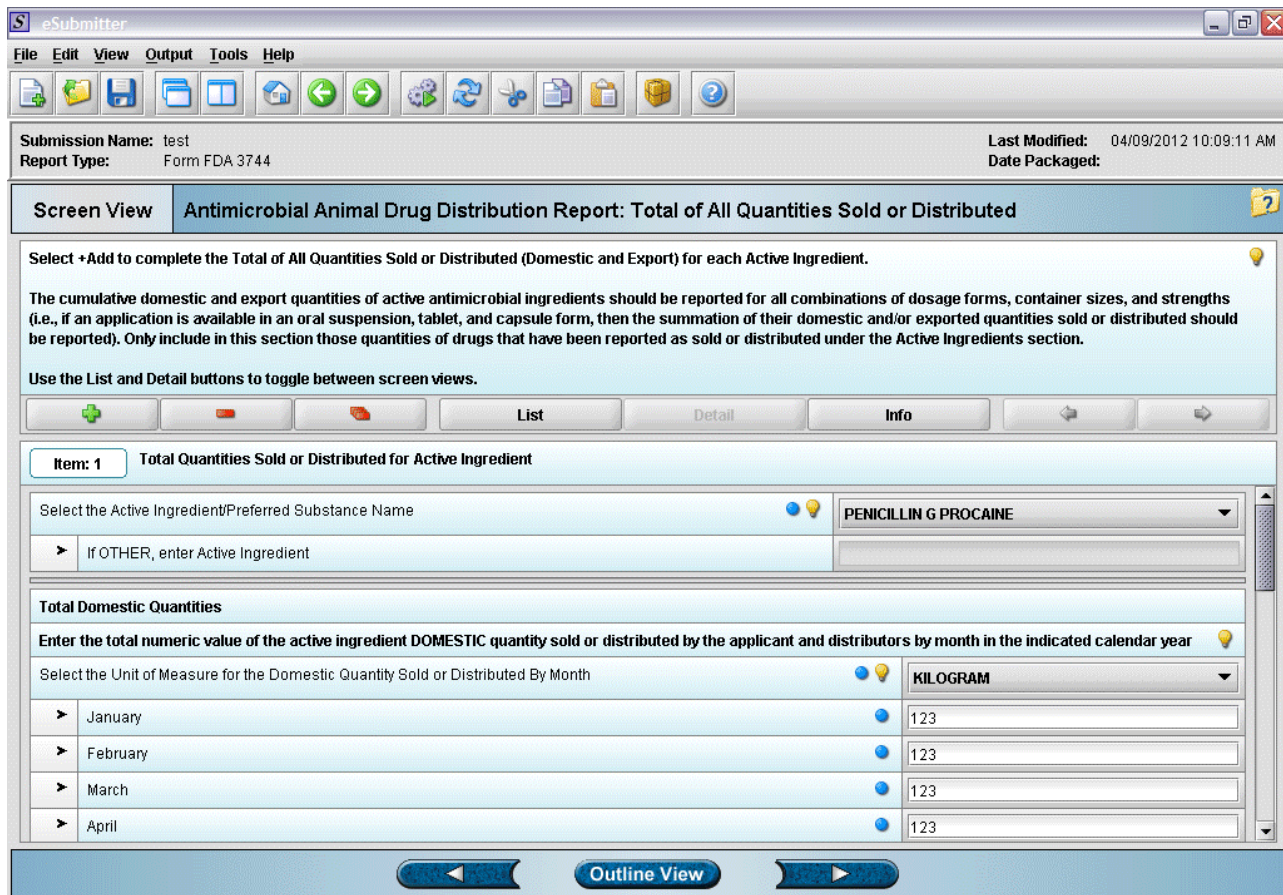 S eSubmitter
File Edit View Output Tools Help
Submission Name: test
Last Modified: 04/09/2012 10:09:11 AM
Report Type: Form FDA 3744
Date Packaged:
Screen View
Antimicrobial Animal Drug Distribution Report: Total of All Quantities Sold or Distributed
Select +Add to complete the Total of All Quantities Sold or Distributed (Domestic and Export) for each Active Ingredient.
The cumulative domestic and export quantities of active antimicrobial ingredients should be reported for all combinations of dosage forms, container sizes, and strengths
(i.e., if an application is available in an oral suspension, tablet, and capsule form, then the summation of their domestic and/or exported quantities sold or distributed should
be reported). Only include in this section those quantities of drugs that have been reported as sold or distributed under the Active Ingredients section.
Use the List and Detail buttons to toggle between screen views.
List Detail Info
Item: 1 Total Quantities Sold or Distributed for Active Ingredient
Select the Active Ingredient/Preferred Substance Name PENICILLIN G PROCAINE
If OTHER, enter Active Ingredient
Total Domestic Quantities
Enter the total numeric value of the active ingredient DOMESTIC quantity sold or distributed by the applicant and distributors by month in the indicated calendar year
Select the Unit of Measure for the Domestic Quantity Sold or Distributed By Month KILOGRAM
January 123
February 123
March 123
April 123
Outline View